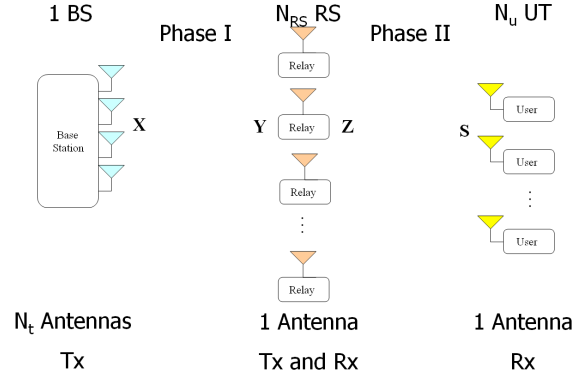 1 BS
Phase I
N_RS RS
Phase II
N_u UT
Base
Station
X
Relay
Y
Relay
Z
Relay
⋮
Relay
User
S
User
⋮
User
N_t Antennas
1 Antenna
1 Antenna
Tx
Tx and Rx
Rx